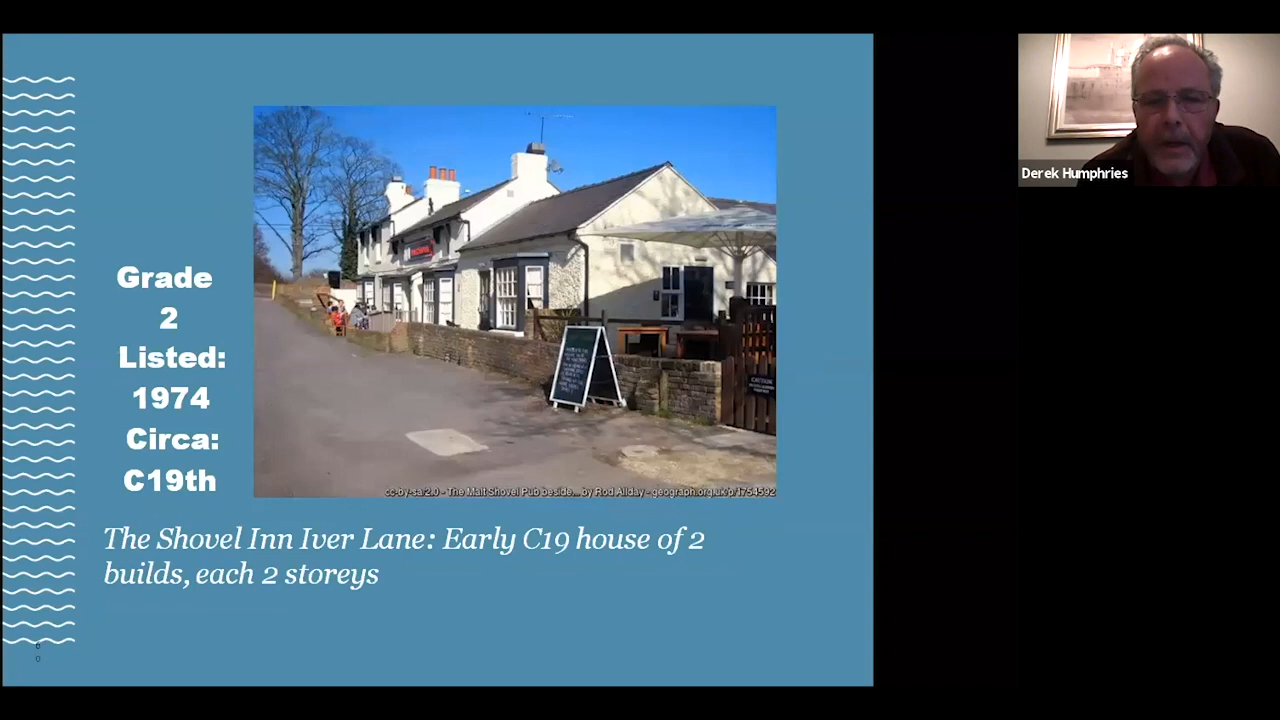 Grade
2
Listed:
1974
Circa:
C19th
cc-by-sa/2.0 - The Malt Shovel Pub beside... by Rod Allday - geograph.org.uk/p/1754592
The Shovel Inn Iver Lane: Early C19 house of 2
builds, each 2 storeys
Derek Humphries
CAUTION